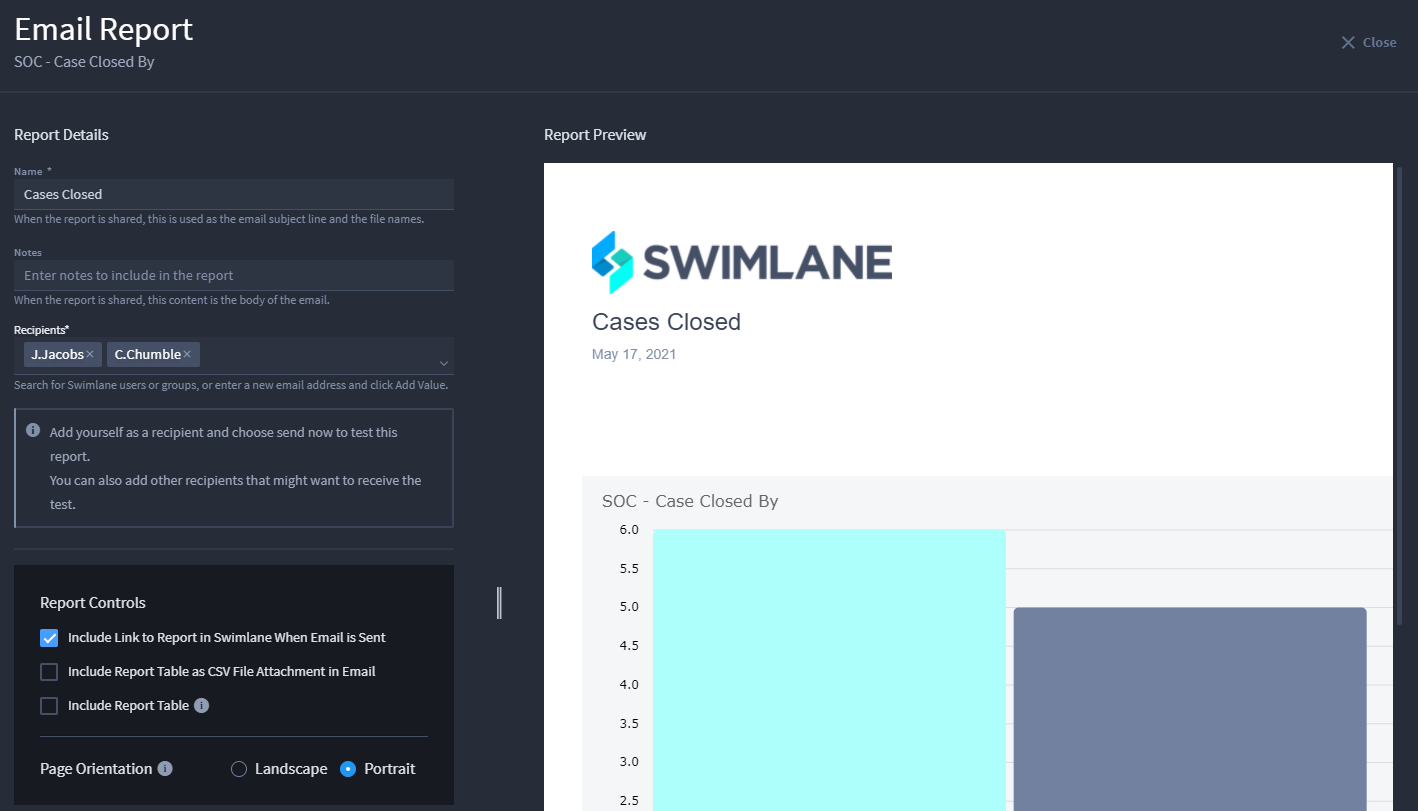 Email Report
SOC - Case Closed By
Close
Report Details
Name *
Cases Closed
When the report is shared, this is used as the email subject line and the file names.
Notes
Enter notes to include in the report
When the report is shared, this content is the body of the email.
Recipients*
J.Jacobs× C.Chumble×
Search for Swimlane users or groups, or enter a new email address and click Add Value.
Add yourself as a recipient and choose send now to test this
report.
You can also add other recipients that might want to receive the
test.
Report Controls
Include Link to Report in Swimlane When Email is Sent
Include Report Table as CSV File Attachment in Email
Include Report Table
Page Orientation Landscape Portrait
Report Preview
SWIMLANE
Cases Closed
May 17, 2021
SOC - Case Closed By
6.0
5.5
5.0
4.5
4.0
3.5
3.0
2.5